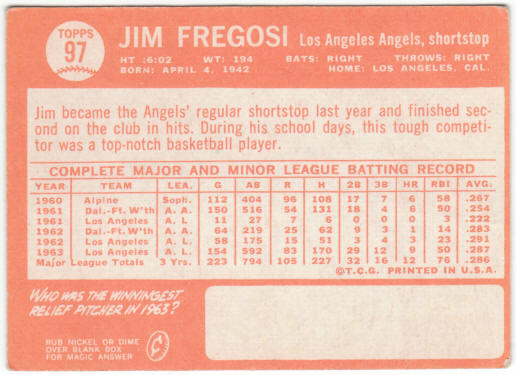 TOPPS
97
JIM FREGOSI Los Angeles Angels, shortstop
HT :6:02 WT: 194 BATS: RIGHT THROWS: RIGHT
BORN: APRIL 4, 1942 HOME: LOS ANGELES, CAL.
Jim became the Angels' regular shortstop last year and finished sec-
ond on the club in hits. During his school days, this tough competi-
tor was a top-notch basketball player.
COMPLETE MAJOR AND MINOR LEAGUE BATTING RECORD
YEAR TEAM LEA. G AB R H 2B 3B HR RBI AVG.
1960 Alpine Soph. 112 404 96 108 17 7 6 58 .267
1961 Dal.-Ft. W'th A. A. 150 516 54 131 18 4 6 50 .254
1961 Los Angeles A. L. 11 27 7 6 0 0 0 3 .222
1962 Dal.-Ft. W'th A. A. 64 219 25 62 9 3 1 14 .283
1962 Los Angeles A. L. 58 175 15 51 3 4 3 23 .291
1963 Los Angeles A. L. 154 592 83 170 29 12 9 50 .287
Major League Totals 3 Yrs. 223 794 105 227 32 16 12 76 .286
©T.C.G. PRINTED IN U.S.A.
WHO WAS THE WINNINGEST
RELIEF PITCHER IN 1963?
RUB NICKEL OR DIME
OVER BLANK BOX
FOR MAGIC ANSWER